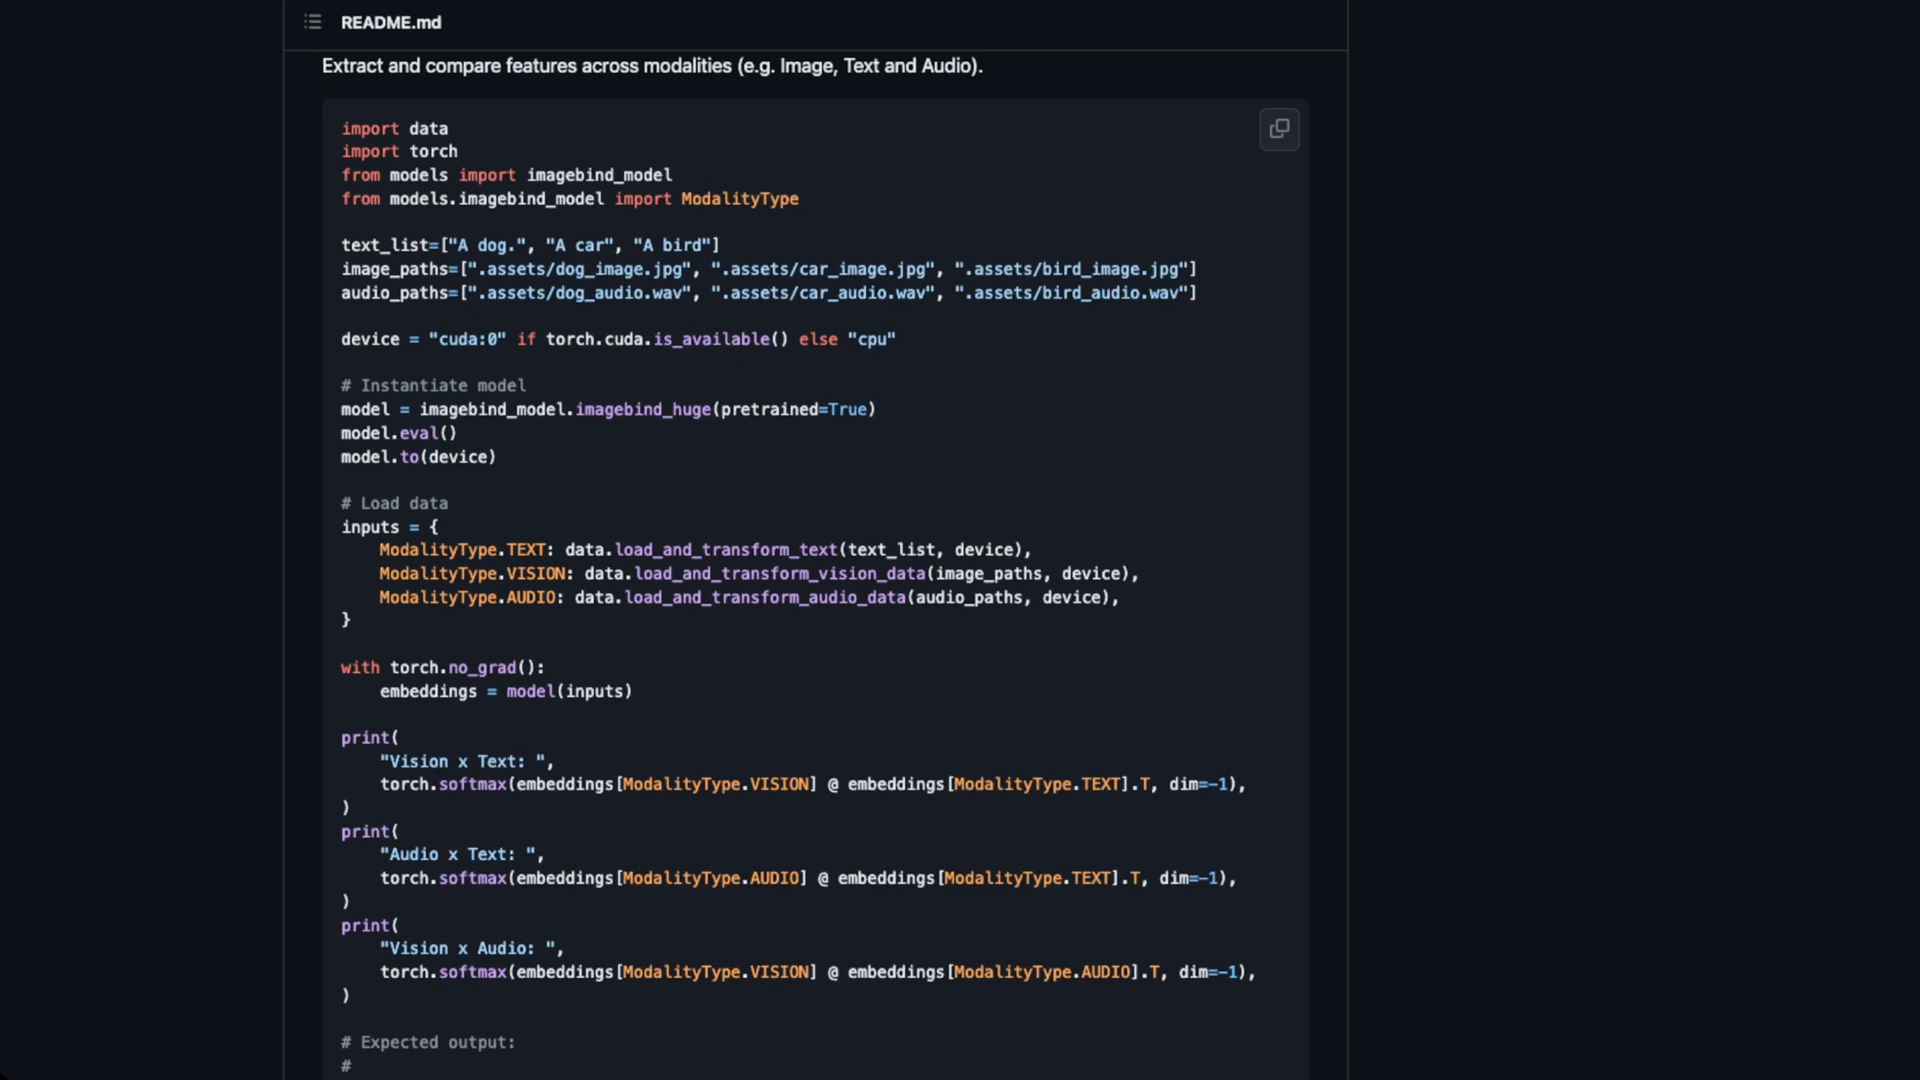 README.md
Extract and compare features across modalities (e.g. Image, Text and Audio).
import data
import torch
from models import imagebind_model
from models.imagebind_model import ModalityType
text_list=["A dog.", "A car", "A bird"]
image_paths=[".assets/dog_image.jpg", ".assets/car_image.jpg", ".assets/bird_image.jpg"]
audio_paths=[".assets/dog_audio.wav", ".assets/car_audio.wav", ".assets/bird_audio.wav"]
device = "cuda:0" if torch.cuda.is_available() else "cpu"
# Instantiate model
model = imagebind_model.imagebind_huge(pretrained=True)
model.eval()
model.to(device)
# Load data
inputs = {
    ModalityType.TEXT: data.load_and_transform_text(text_list, device),
    ModalityType.VISION: data.load_and_transform_vision_data(image_paths, device),
    ModalityType.AUDIO: data.load_and_transform_audio_data(audio_paths, device),
}
with torch.no_grad():
    embeddings = model(inputs)
print(
    "Vision x Text: ",
    torch.softmax(embeddings[ModalityType.VISION] @ embeddings[ModalityType.TEXT].T, dim=-1),
)
print(
    "Audio x Text: ",
    torch.softmax(embeddings[ModalityType.AUDIO] @ embeddings[ModalityType.TEXT].T, dim=-1),
)
print(
    "Vision x Audio: ",
    torch.softmax(embeddings[ModalityType.VISION] @ embeddings[ModalityType.AUDIO].T, dim=-1),
)
# Expected output:
#